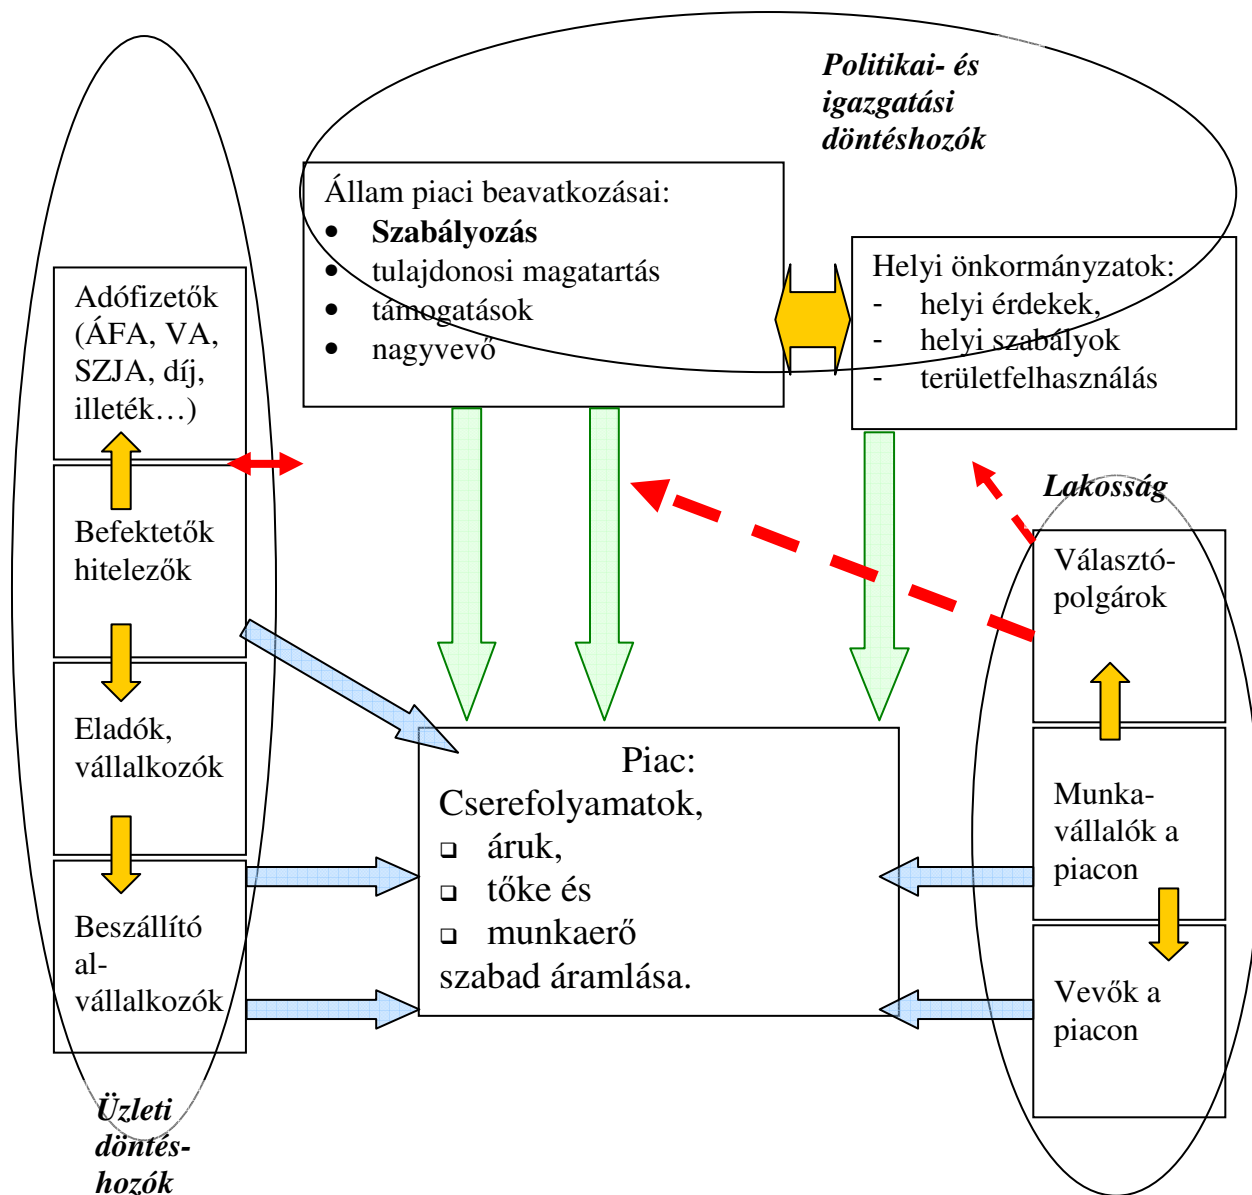 Politikai- és
igazgatási
döntéshozók
Állam piaci beavatkozásai:
• Szabályozás
• tulajdonosi magatartás
• támogatások
• nagyvevő
Helyi önkormányzatok:
- helyi érdekek,
- helyi szabályok
- területfelhasználás
Adófizetők
(ÁFA, VA,
SZJA, díj,
illeték…)
Befektetők
hitelezők
Eladók,
vállalkozók
Beszállító
al-
vállalkozók
Üzleti
döntés-
hozók
Piac:
Cserefolyamatok,
❑ áruk,
❑ tőke és
❑ munkaerő
szabad áramlása.
Lakosság
Választó-
polgárok
Munka-
vállalók a
piacon
Vevők a
piacon